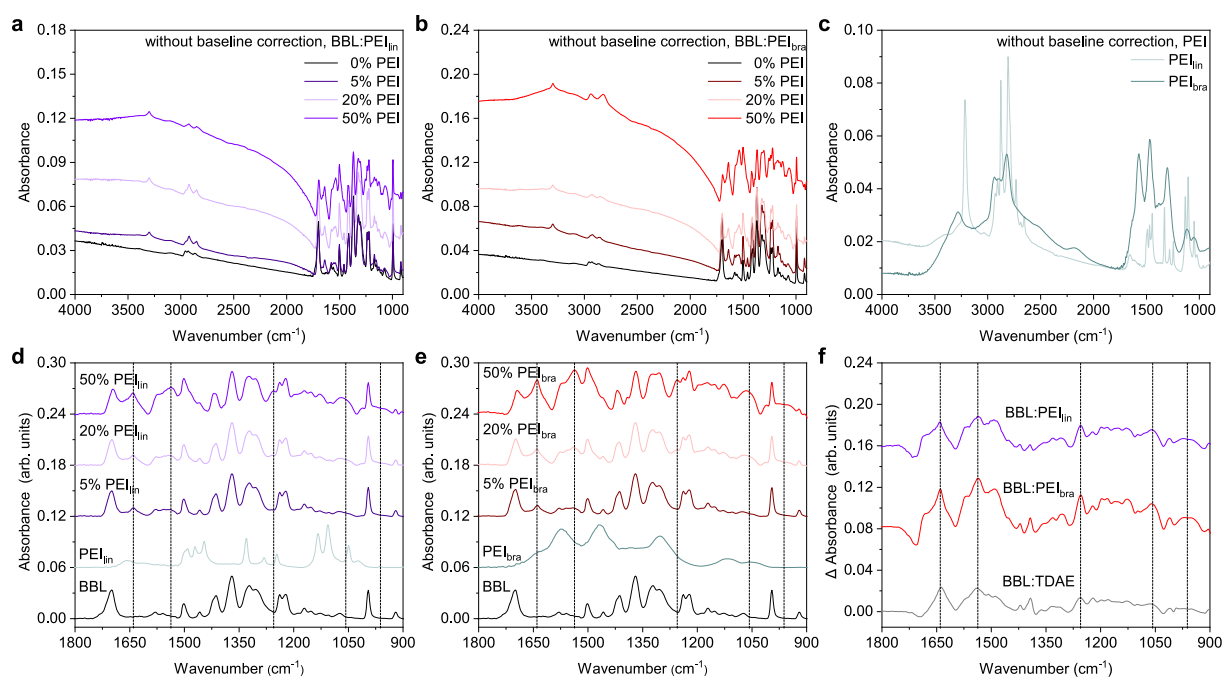 a
without baseline correction, BBL:PEIlin
0% PEI
5% PEI
20% PEI
50% PEI
0.18
0.15
0.12
0.09
0.06
0.03
0.00
Absorbance
4000 3500 3000 2500 2000 1500 1000
Wavenumber (cm-1)
b
without baseline correction, BBL:PEIbra
0% PEI
5% PEI
20% PEI
50% PEI
0.24
0.20
0.16
0.12
0.08
0.04
0.00
Absorbance
4000 3500 3000 2500 2000 1500 1000
Wavenumber (cm-1)
c
without baseline correction, PEI
PEIlin
PEIbra
0.10
0.08
0.06
0.04
0.02
0.00
Absorbance
4000 3500 3000 2500 2000 1500 1000
Wavenumber (cm-1)
d
0.30
0.24
0.18
0.12
0.06
0.00
Absorbance (arb. units)
50% PEIlin
20% PEIlin
5% PEIlin
PEIlin
BBL
1800 1650 1500 1350 1200 1050 900
Wavenumber (cm-1)
e
0.30
0.24
0.18
0.12
0.06
0.00
Absorbance (arb. units)
50% PEIbra
20% PEIbra
5% PEIbra
PEIbra
BBL
1800 1650 1500 1350 1200 1050 900
Wavenumber (cm-1)
f
0.24
0.20
0.16
0.12
0.08
0.04
0.00
Δ Absorbance (arb. units)
BBL:PEIlin
BBL:PEIbra
BBL:TDAE
1800 1650 1500 1350 1200 1050 900
Wavenumber (cm-1)